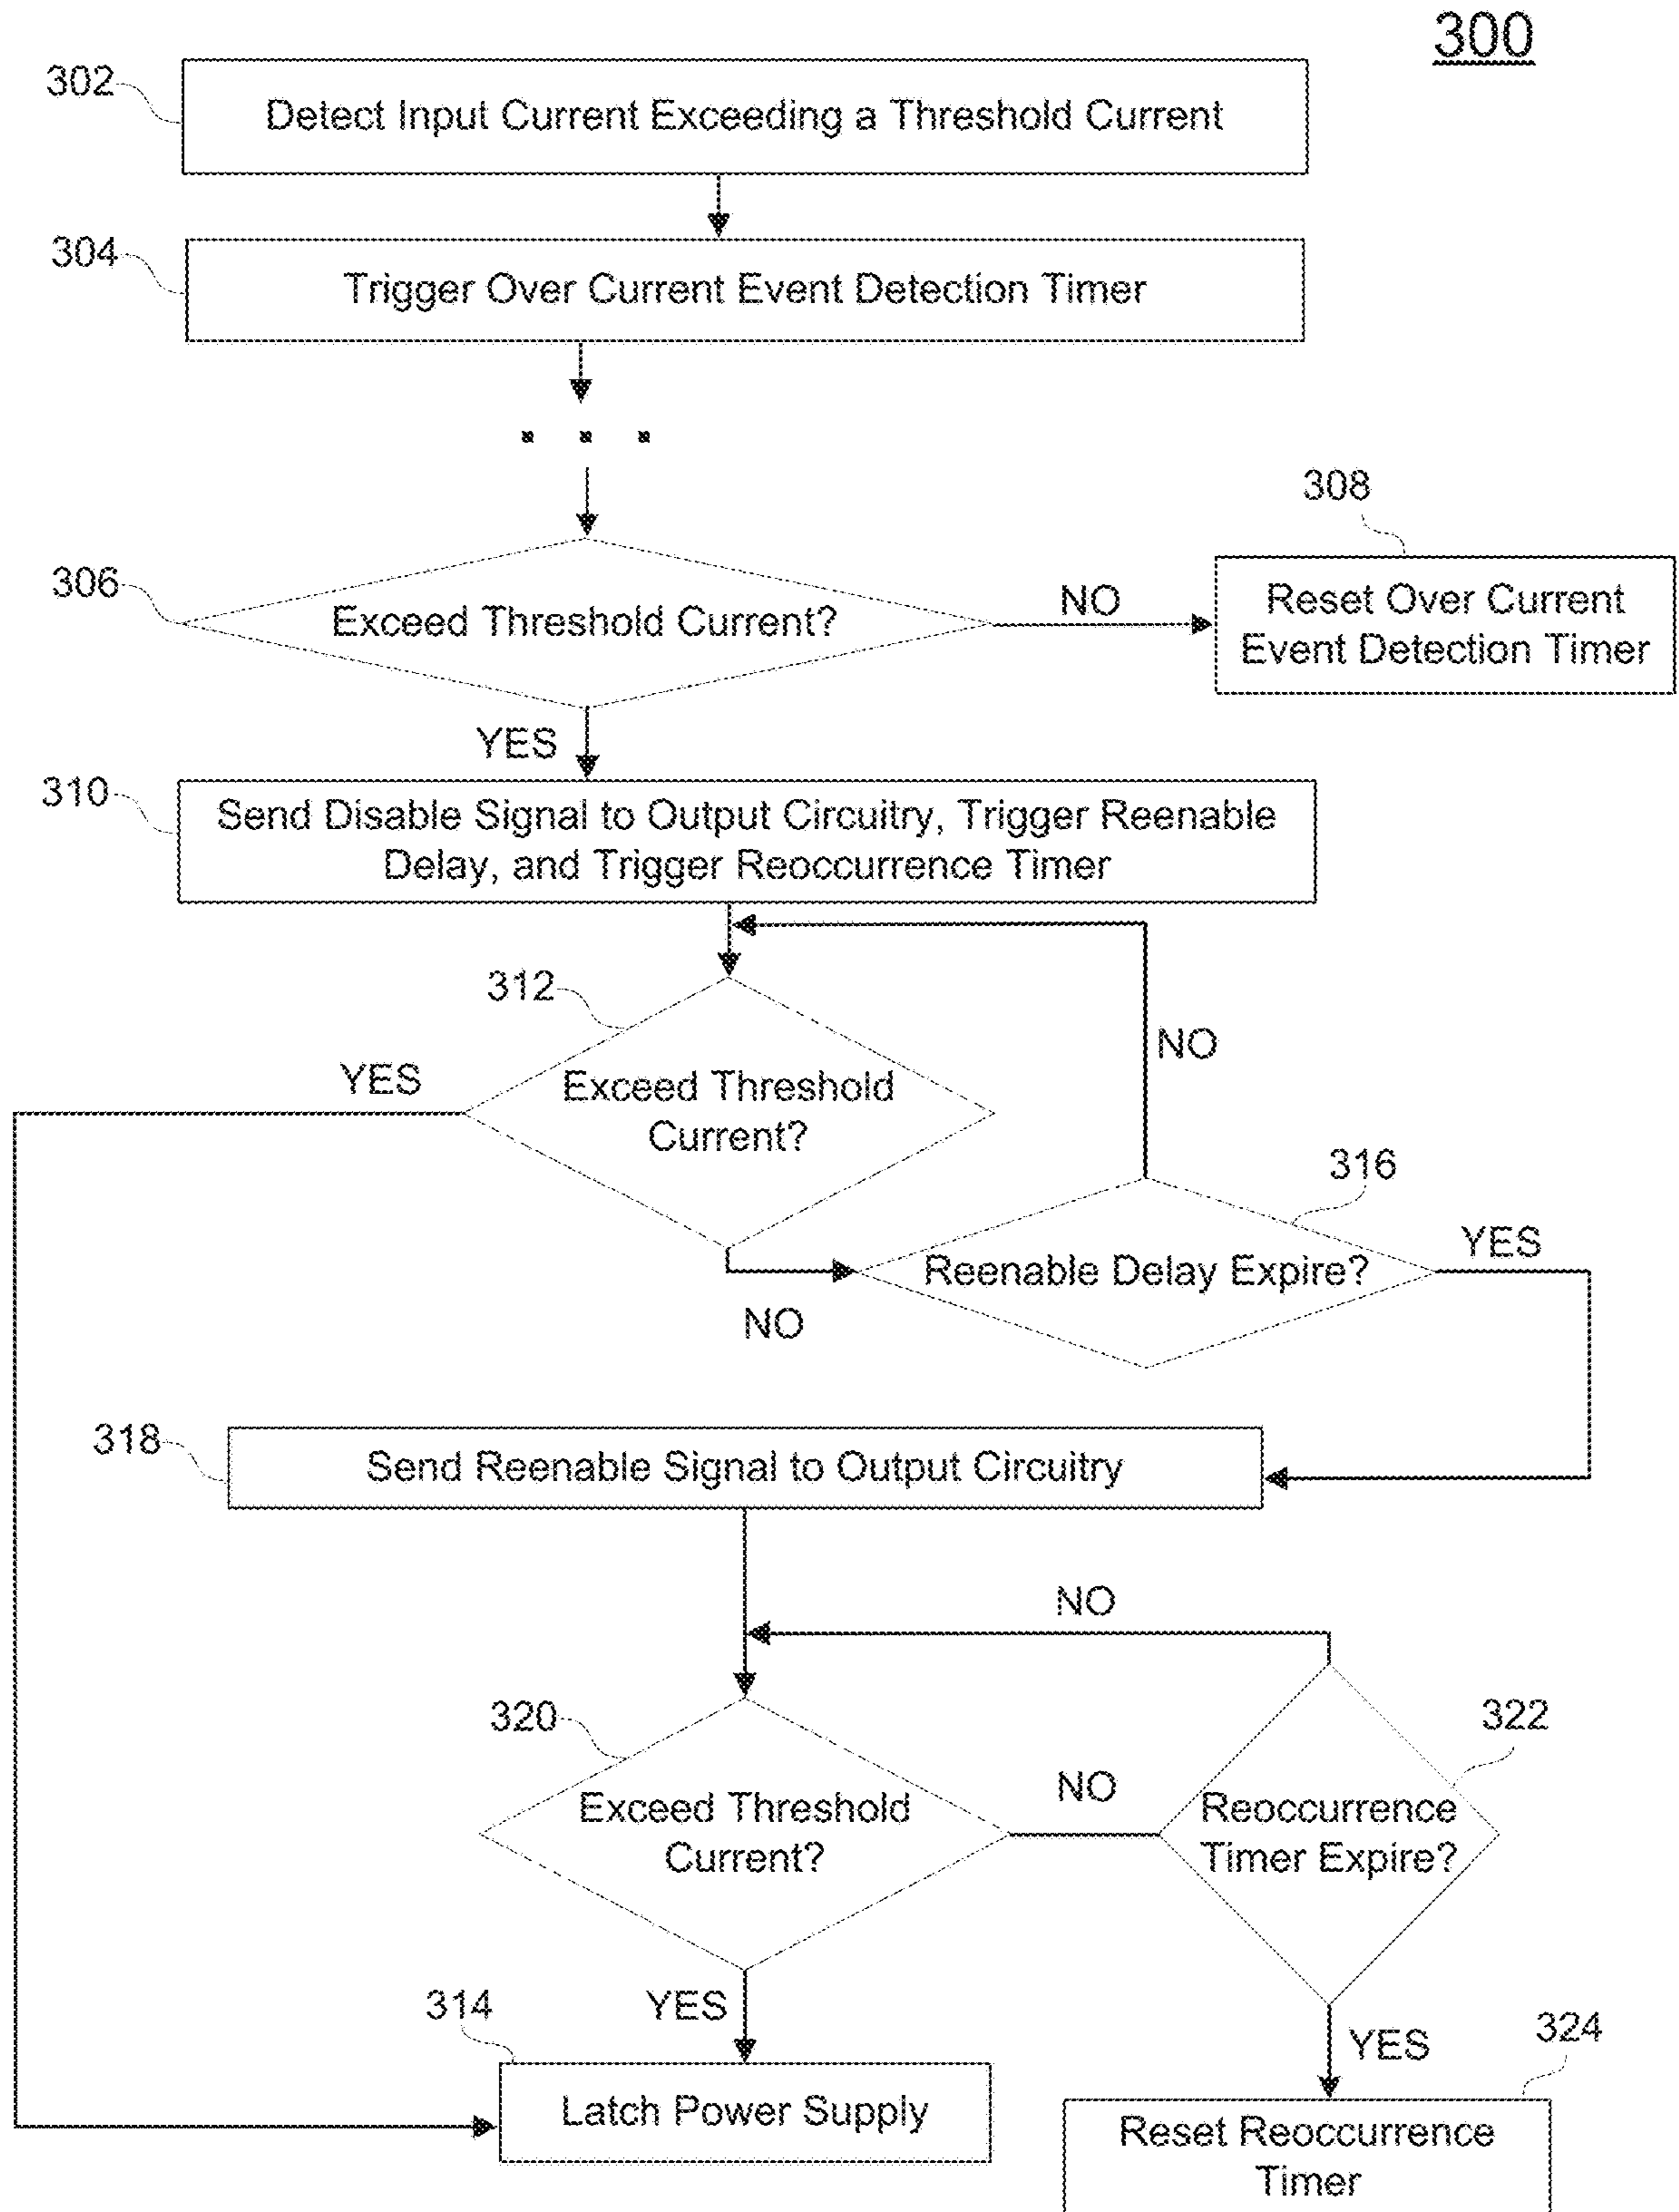 300
302
Detect Input Current Exceeding a Threshold Current
304
Trigger Over Current Event Detection Timer
. . .
308
306
Exceed Threshold Current?
NO
Reset Over Current
Event Detection Timer
YES
310
Send Disable Signal to Output Circuitry, Trigger Reenable
Delay, and Trigger Reoccurrence Timer
312
NO
YES
Exceed Threshold
Current?
316
YES
Reenable Delay Expire?
NO
318
Send Reenable Signal to Output Circuitry
NO
320
322
NO
Exceed Threshold
Current?
Reoccurrence
Timer Expire?
314
YES
324
YES
Latch Power Supply
Reset Reoccurrence
Timer